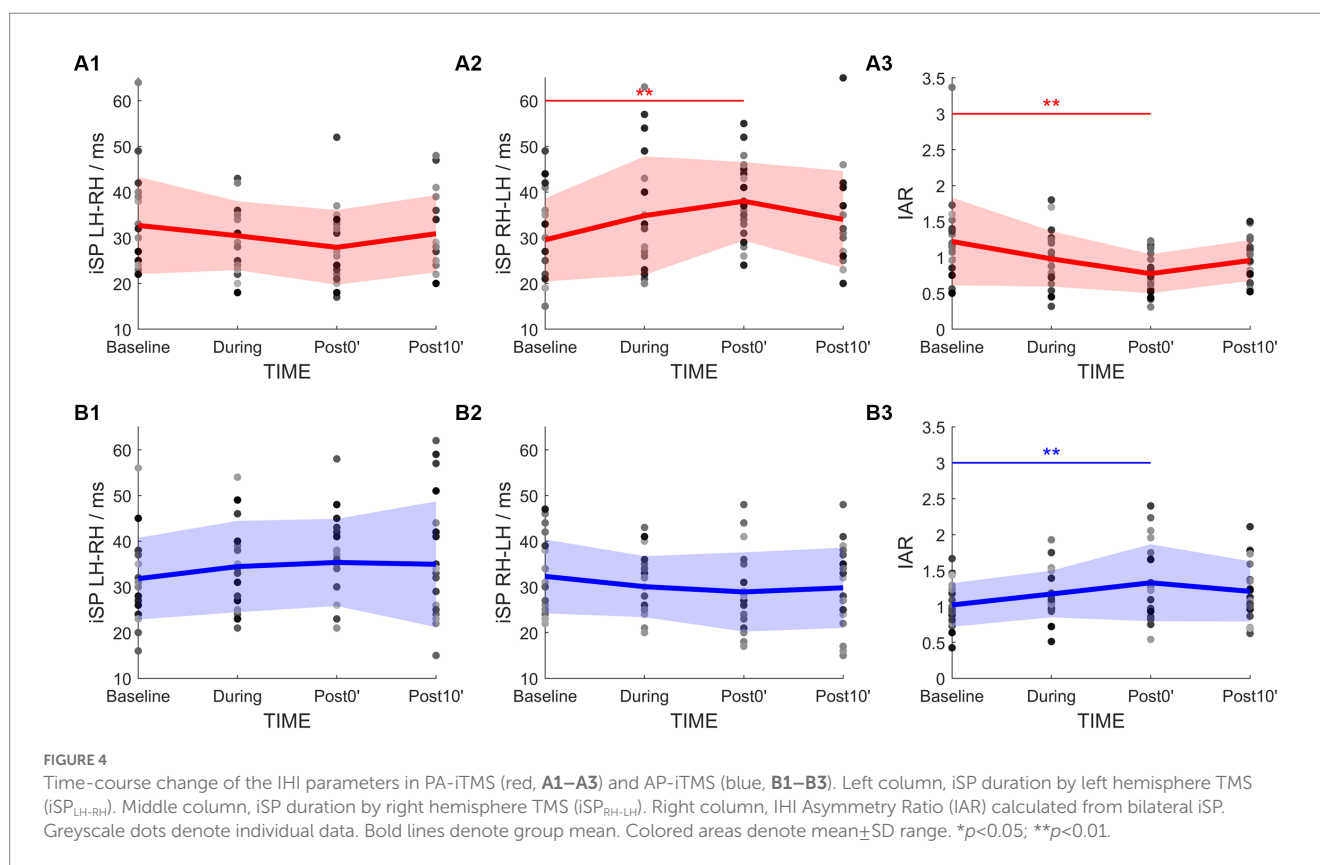 A1
iSP LH-RH / ms
60
50
40
30
20
10
Baseline
During
Post0'
Post10'
TIME
A2
iSP RH-LH / ms
60
50
40
30
20
10
**
Baseline
During
Post0'
Post10'
TIME
A3
IAR
3.5
3
2.5
2
1.5
1
0.5
0
**
Baseline
During
Post0'
Post10'
TIME
B1
iSP LH-RH / ms
60
50
40
30
20
10
Baseline
During
Post0'
Post10'
TIME
B2
iSP RH-LH / ms
60
50
40
30
20
10
Baseline
During
Post0'
Post10'
TIME
B3
IAR
3.5
3
2.5
2
1.5
1
0.5
0
**
Baseline
During
Post0'
Post10'
TIME
FIGURE 4
Time-course change of the IHI parameters in PA-iTMS (red, A1–A3) and AP-iTMS (blue, B1–B3). Left column, iSP duration by left hemisphere TMS
(iSP_LH-RH). Middle column, iSP duration by right hemisphere TMS (iSP_RH-LH). Right column, IHI Asymmetry Ratio (IAR) calculated from bilateral iSP.
Greyscale dots denote individual data. Bold lines denote group mean. Colored areas denote mean±SD range. *p<0.05; **p<0.01.